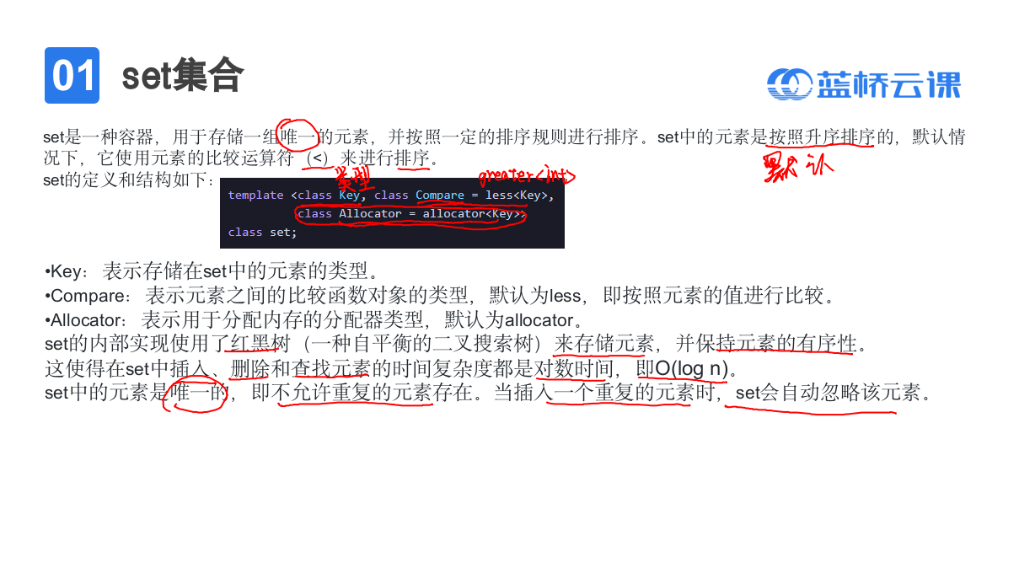 01 set集合
蓝桥云课
set是一种容器，用于存储一组唯一的元素，并按照一定的排序规则进行排序。set中的元素是按照升序排序的，默认情
况下，它使用元素的比较运算符（<）来进行排序。
默认
set的定义和结构如下：
类型 greater<int>
template <class Key, class Compare = less<Key>,
class Allocator = allocator<Key>>
class set;
•Key： 表示存储在set中的元素的类型。
•Compare： 表示元素之间的比较函数对象的类型，默认为less，即按照元素的值进行比较。
•Allocator： 表示用于分配内存的分配器类型，默认为allocator。
set的内部实现使用了红黑树（一种自平衡的二叉搜索树）来存储元素，并保持元素的有序性。
这使得在set中插入、删除和查找元素的时间复杂度都是对数时间，即O(log n)。
set中的元素是唯一的，即不允许重复的元素存在。当插入一个重复的元素时，set会自动忽略该元素。